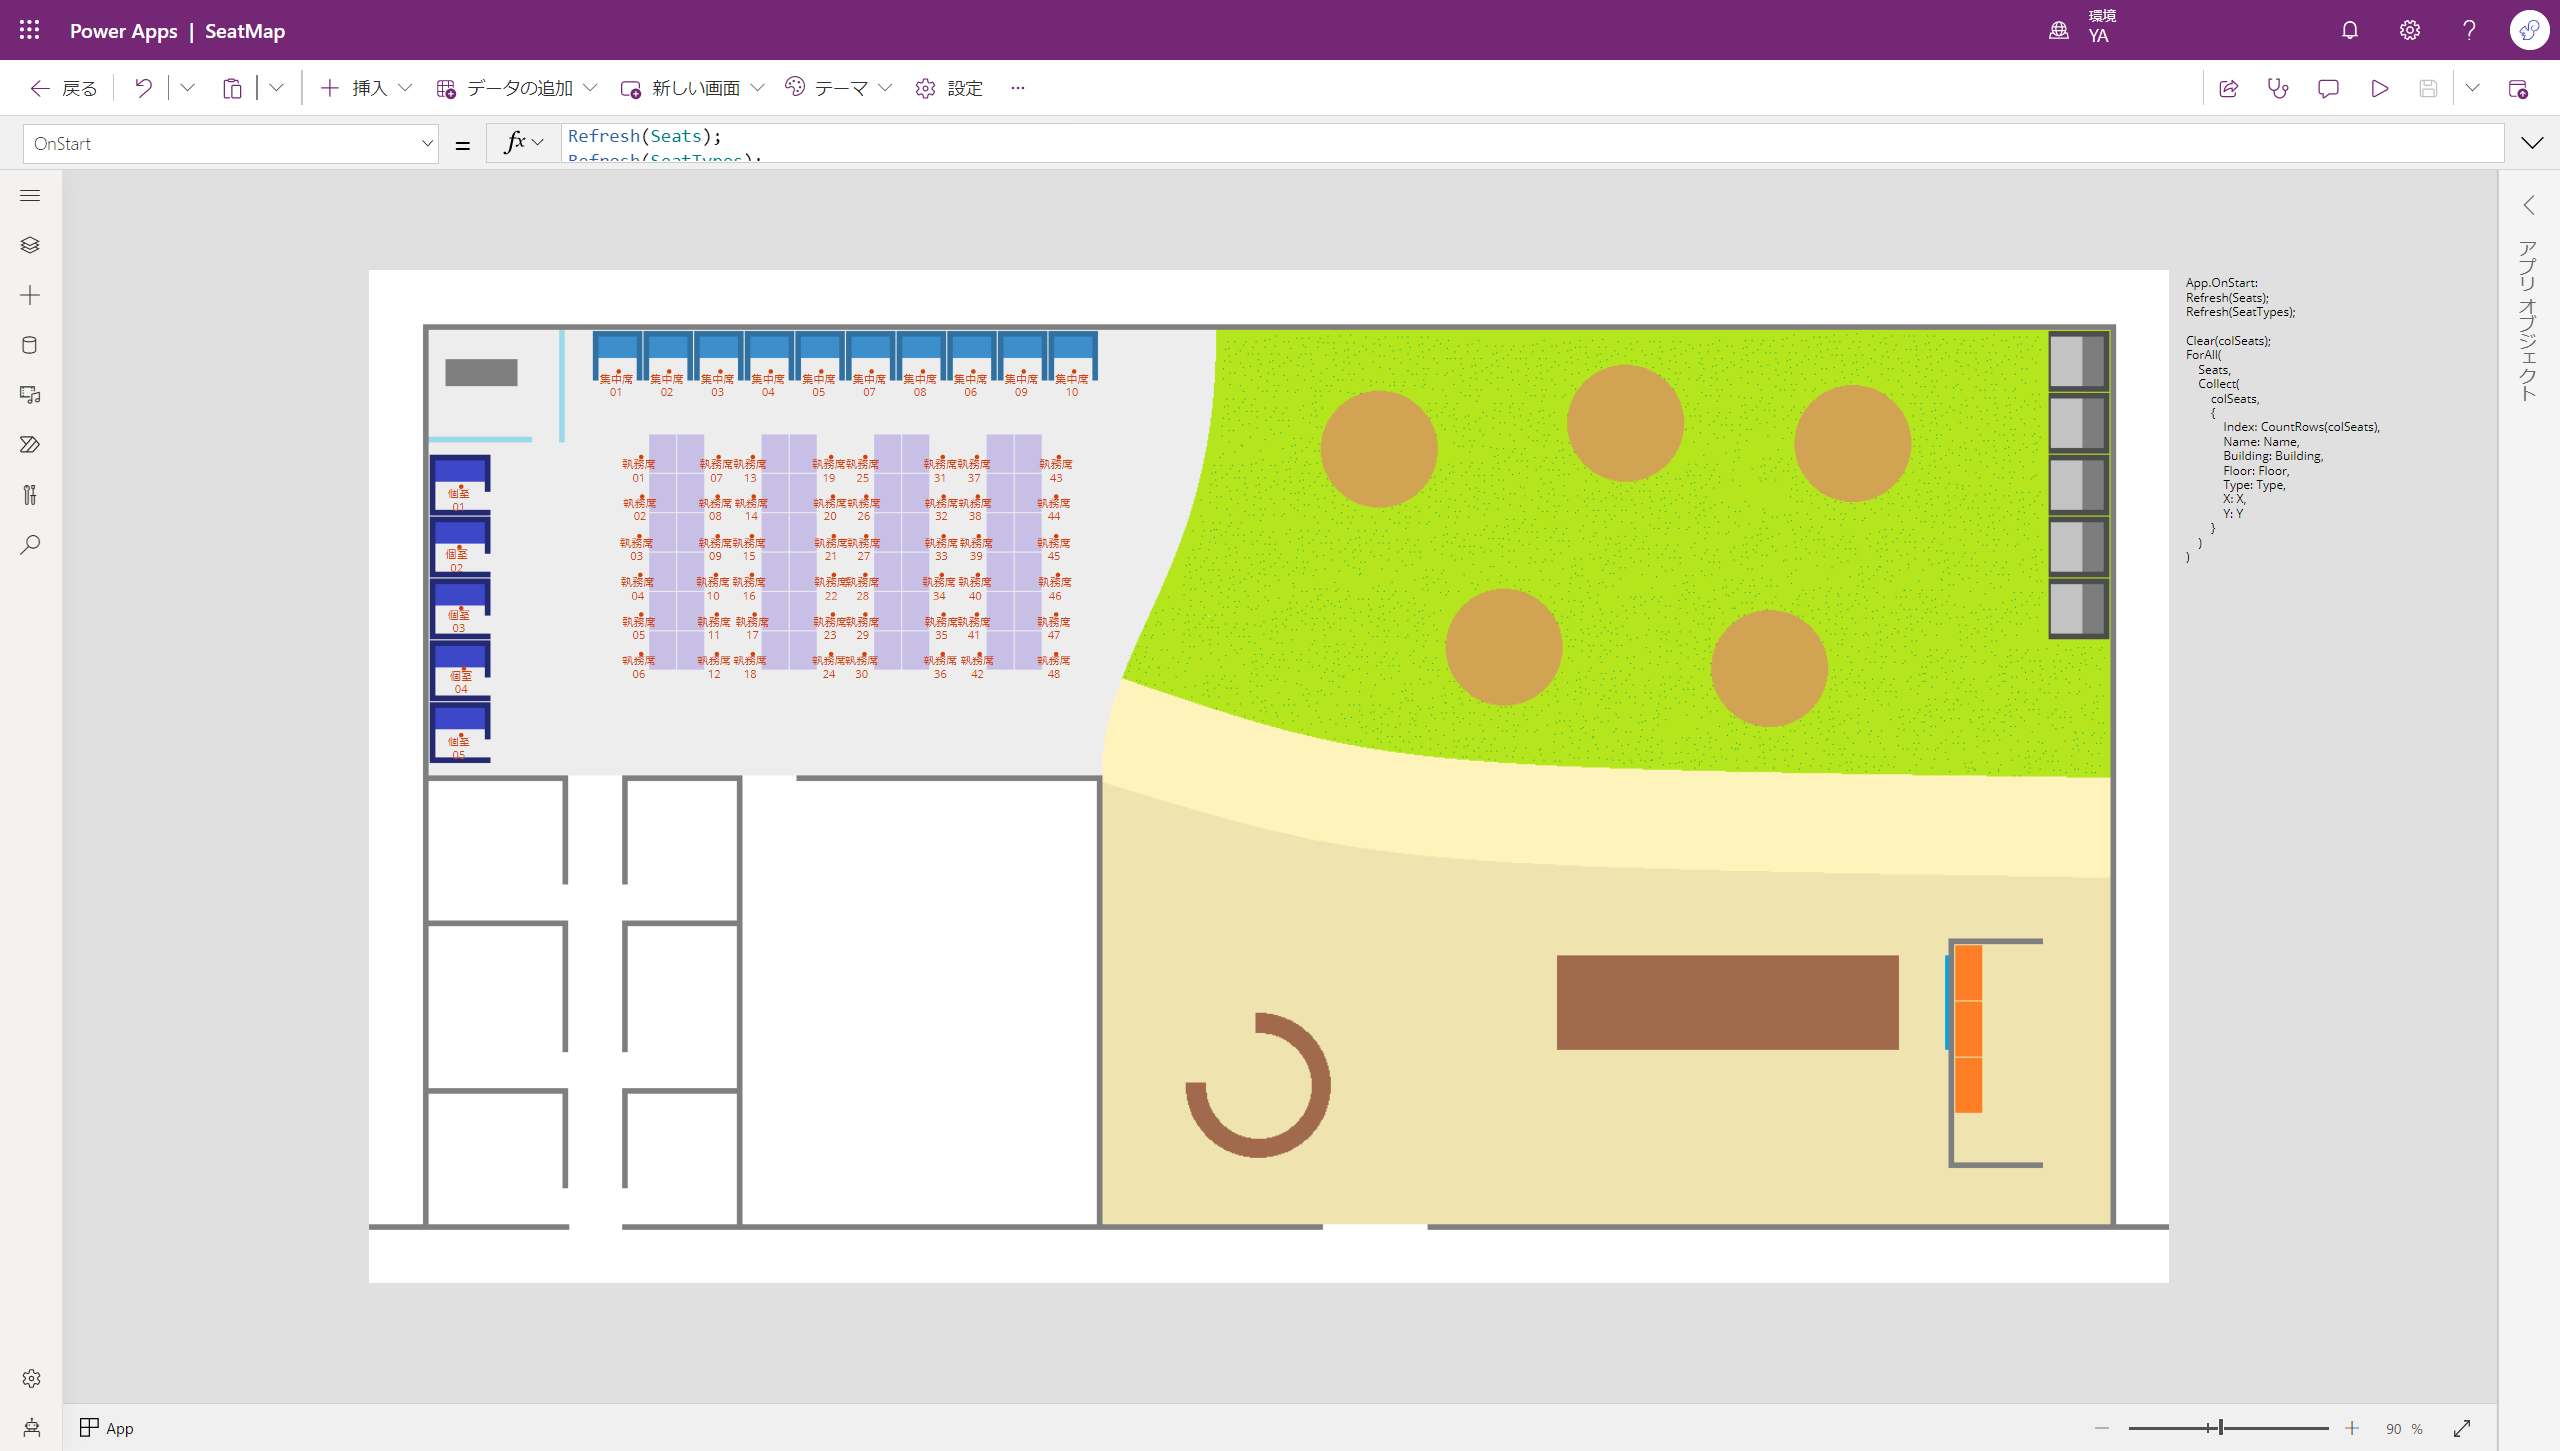 Power Apps | SeatMap
環境
YA
戻る
挿入
データの追加
新しい画面
テーマ
設定
OnStart
=
fx
Refresh(Seats);
Refresh(SeatTypes);
アプリ オブジェクト
App.OnStart:
Refresh(Seats);
Refresh(SeatTypes);
Clear(colSeats);
ForAll(
Seats,
Collect(
colSeats,
{
Index: CountRows(colSeats),
Name: Name,
Building: Building,
Floor: Floor,
Type: Type,
X: X,
Y: Y
}
)
)
集中席 集中席 集中席 集中席 集中席 集中席 集中席 集中席 集中席 集中席
01 02 03 04 05 07 08 06 09 10
執務席 執務席 執務席 執務席 執務席 執務席 執務席 執務席
01 07 13 19 25 31 37 43
執務席 執務席 執務席 執務席 執務席 執務席 執務席 執務席
02 08 14 20 26 32 38 44
執務席 執務席 執務席 執務席 執務席 執務席 執務席 執務席
03 09 15 21 27 33 39 45
執務席 執務席 執務席 執務席 執務席 執務席 執務席 執務席
04 10 16 22 28 34 40 46
執務席 執務席 執務席 執務席 執務席 執務席 執務席 執務席
05 11 17 23 29 35 41 47
執務席 執務席 執務席 執務席 執務席 執務席 執務席 執務席
06 12 18 24 30 36 42 48
個室
01
個室
02
個室
03
個室
04
個室
05
App
90 %